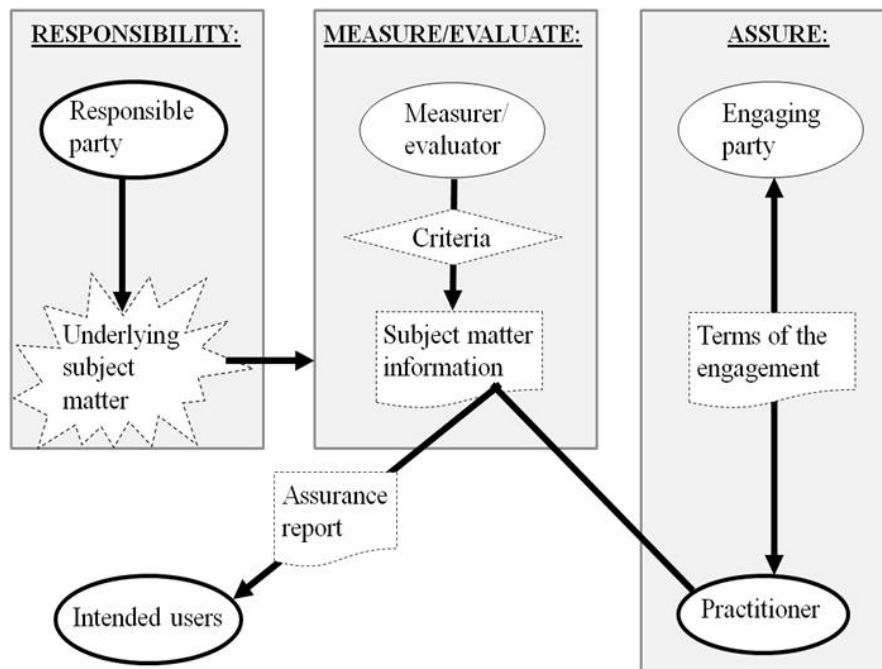 RESPONSIBILITY:
Responsible
party
Underlying
subject
matter
MEASURE/EVALUATE:
Measurer/
evaluator
Criteria
Subject matter
information
ASSURE:
Engaging
party
Terms of the
engagement
Practitioner
Assurance
report
Intended users